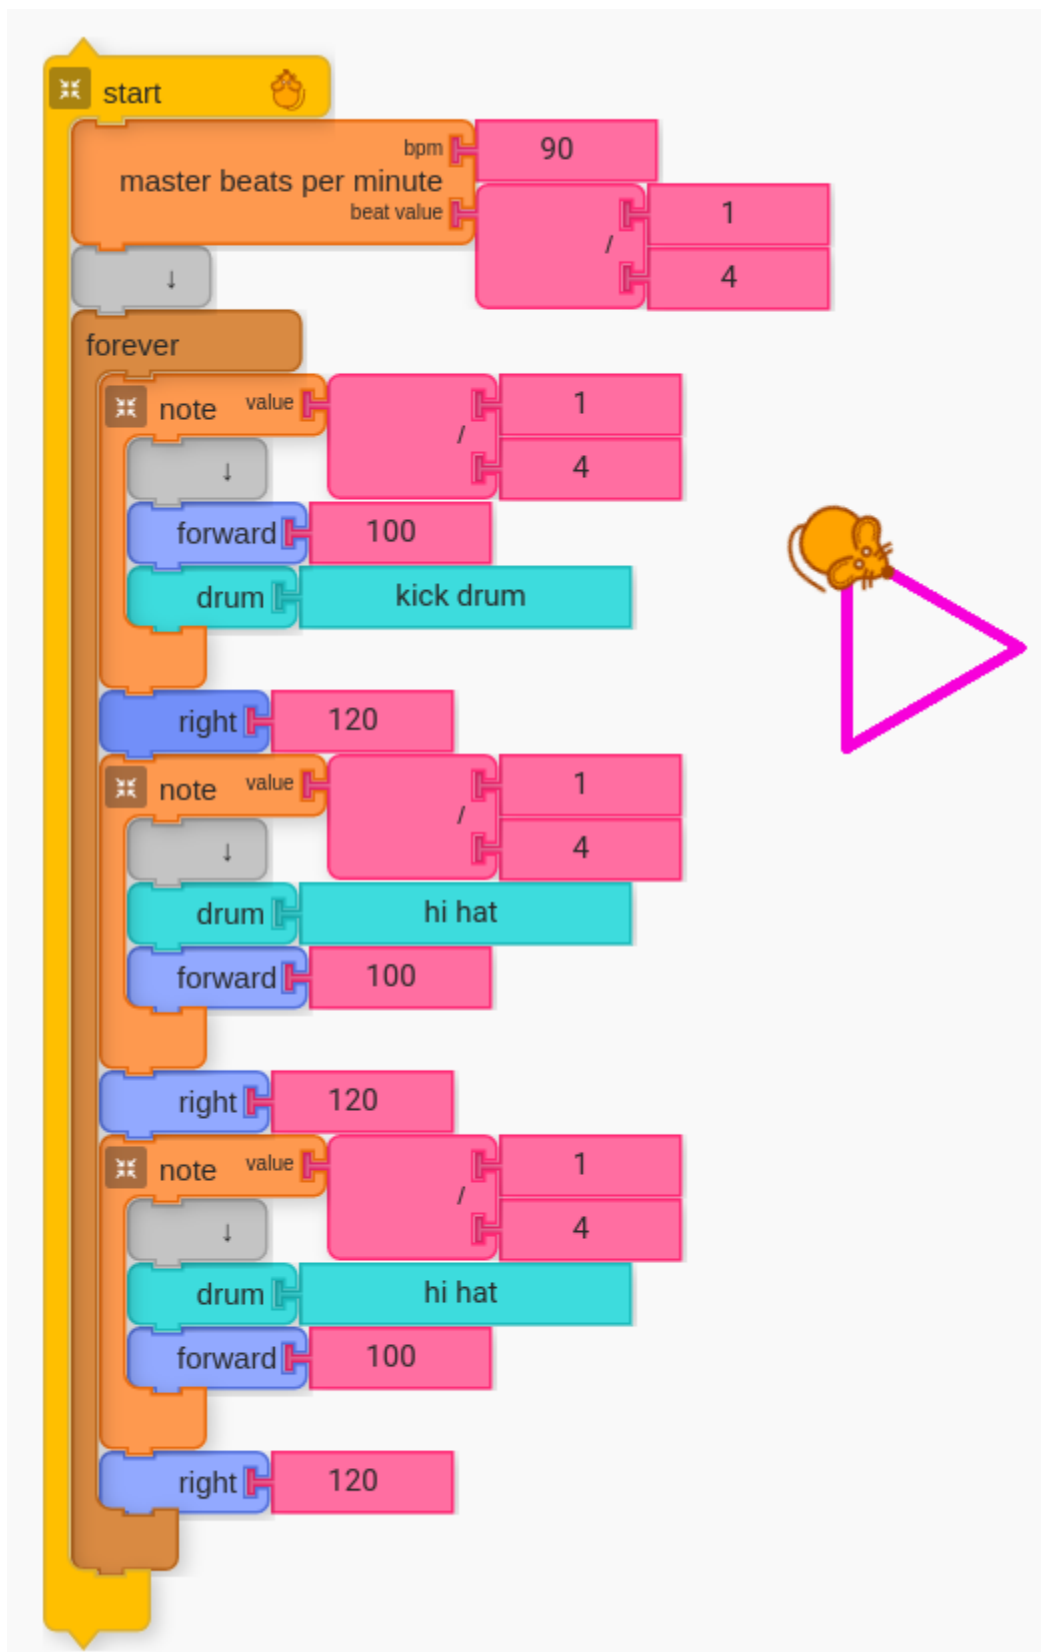 start
bpm 90
master beats per minute
beat value / 1
4
↓
forever
note value / 1
4
↓
forward 100
drum kick drum
right 120
note value / 1
4
↓
drum hi hat
forward 100
right 120
note value / 1
4
↓
drum hi hat
forward 100
right 120